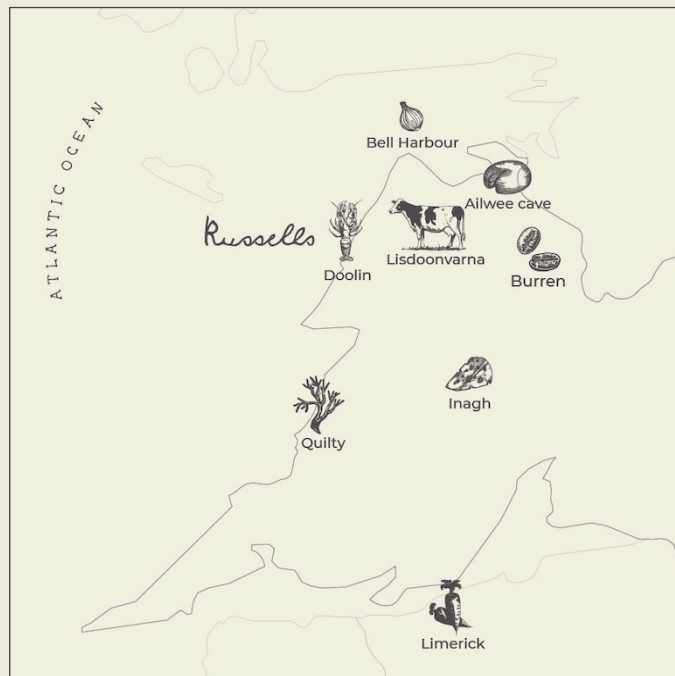 ATLANTIC OCEAN
Bell Harbour
Ailwee cave
Russells
Doolin
Lisdoonvarna
Burren
Inagh
Quilty
Limerick